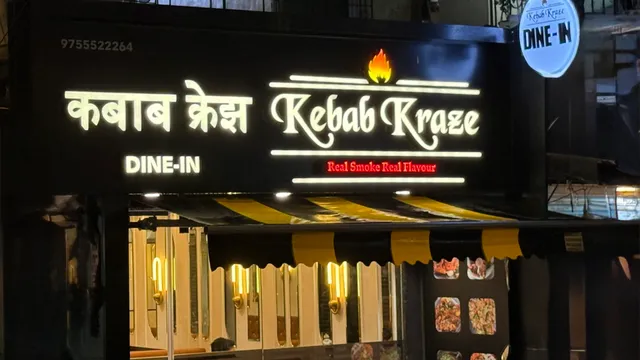 9755522264
कबाब क्रेझ
DINE-IN
Kebab Kraze
Real Smoke Real Flavour
Kebab Kraze
DINE-IN